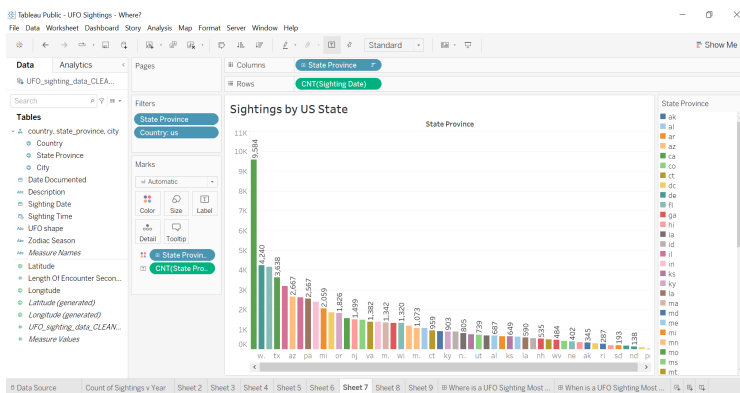 Tableau Public - UFO Sightings - Where?
File Data Worksheet Dashboard Story Analysis Map Format Server Window Help
Standard
Show Me
Data Analytics
UFO_sighting_data_CLEA...
Search
Tables
country, state_province, city
Country
State Province
City
Date Documented
Abc Description
Sighting Date
Sighting Time
Abc UFO shape
Abc Zodiac Season
Abc Measure Names
Latitude
Length Of Encounter Secon...
Longitude
Latitude (generated)
Longitude (generated)
UFO_sighting_data_CLEAN...
Measure Values
Pages
Filters
State Province
Country: us
Marks
Automatic
Color Size Label
Detail Tooltip
State Provin...
CNT(State Pro...
Columns State Province
Rows CNT(Sighting Date)
Sightings by US State
State Province
11K
10K
9K
8K
7K
6K
5K
4K
3K
2K
1K
0K
9,584 4,240 3,638 2,667 2,567 2,059 1,826 1,499 1,382 1,342 1,320 1,073 959 903 805 739 687 649 590 535 484 402 345 287 193 138
w. tx az pa mi or nj va m. wi m. ct ky n.. ut al ks la nh wv ne ak ri sd nd
State Province
ak
al
ar
az
ca
co
ct
dc
de
fl
ga
hi
ia
id
il
in
ks
ky
la
ma
md
me
mi
mn
mo
ms
mt
Data Source Count of Sightings v Year Sheet 2 Sheet 3 Sheet 4 Sheet 5 Sheet 6 Sheet 7 Sheet 8 Sheet 9 Where is a UFO Sighting Most ... When is a UFO Sighting Most ...